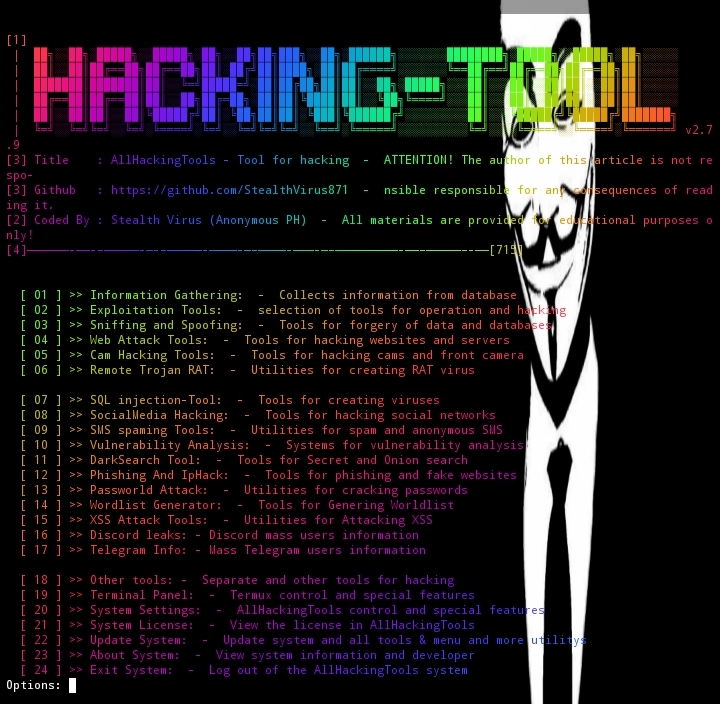 [1]
HACKING-TOOL
v2.7
.9
[3] Title    : AllHackingTools - Tool for hacking  -  ATTENTION! The author of this article is not re
spo-
[3] Github   : https://github.com/StealthVirus871  -  nsible responsible for any consequences of read
ing it.
[2] Coded By : Stealth Virus (Anonymous PH)  -  All materials are provided for educational purposes o
nly!
[4]
[715]
[ 01 ] >> Information Gathering:  -  Collects information from database
[ 02 ] >> Exploitation Tools:  -  selection of tools for operation and hacking
[ 03 ] >> Sniffing and Spoofing:  -  Tools for forgery of data and databases
[ 04 ] >> Web Attack Tools:  -  Tools for hacking websites and servers
[ 05 ] >> Cam Hacking Tools:  -  Tools for hacking cams and front camera
[ 06 ] >> Remote Trojan RAT:  -  Utilities for creating RAT virus
[ 07 ] >> SQL injection-Tool:  -  Tools for creating viruses
[ 08 ] >> SocialMedia Hacking:  -  Tools for hacking social networks
[ 09 ] >> SMS spaming Tools:  -  Utilities for spam and anonymous SMS
[ 10 ] >> Vulnerability Analysis:  -  Systems for vulnerability analysis
[ 11 ] >> DarkSearch Tool:  -  Tools for Secret and Onion search
[ 12 ] >> Phishing And IpHack:  -  Tools for phishing and fake websites
[ 13 ] >> Passworld Attack:  -  Utilities for cracking passwords
[ 14 ] >> Wordlist Generator:  -  Tools for Genering Worldlist
[ 15 ] >> XSS Attack Tools:  -  Utilities for Attacking XSS
[ 16 ] >> Discord leaks: - Discord mass users information
[ 17 ] >> Telegram Info: - Mass Telegram users information
[ 18 ] >> Other tools: -  Separate and other tools for hacking
[ 19 ] >> Terminal Panel:  -  Termux control and special features
[ 20 ] >> System Settings:  -  AllHackingTools control and special features
[ 21 ] >> System License:  -  View the license in AllHackingTools
[ 22 ] >> Update System:  -  Update system and all tools & menu and more utilitys
[ 23 ] >> About System:  -  View system information and developer
[ 24 ] >> Exit System:  -  Log out of the AllHackingTools system
Options: